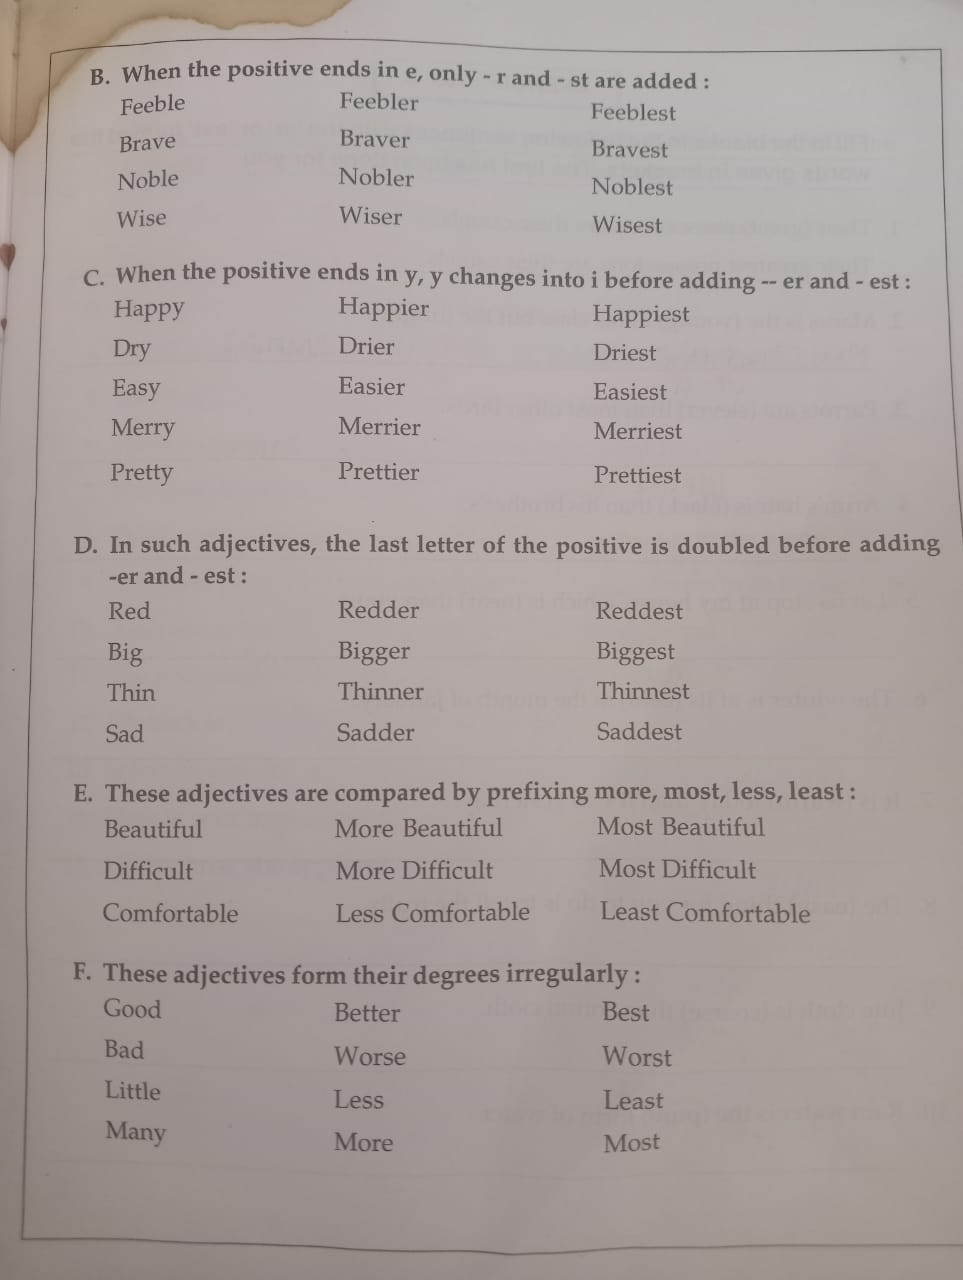 B. When the positive ends in e, only - r and - st are added :
Feeble Feebler Feeblest
Brave Braver Bravest
Noble Nobler Noblest
Wise Wiser Wisest
C. When the positive ends in y, y changes into i before adding -- er and - est :
Happy Happier Happiest
Dry Drier Driest
Easy Easier Easiest
Merry Merrier Merriest
Pretty Prettier Prettiest
D. In such adjectives, the last letter of the positive is doubled before adding
-er and - est :
Red Redder Reddest
Big Bigger Biggest
Thin Thinner Thinnest
Sad Sadder Saddest
E. These adjectives are compared by prefixing more, most, less, least :
Beautiful More Beautiful Most Beautiful
Difficult More Difficult Most Difficult
Comfortable Less Comfortable Least Comfortable
F. These adjectives form their degrees irregularly :
Good Better Best
Bad Worse Worst
Little Less Least
Many More Most